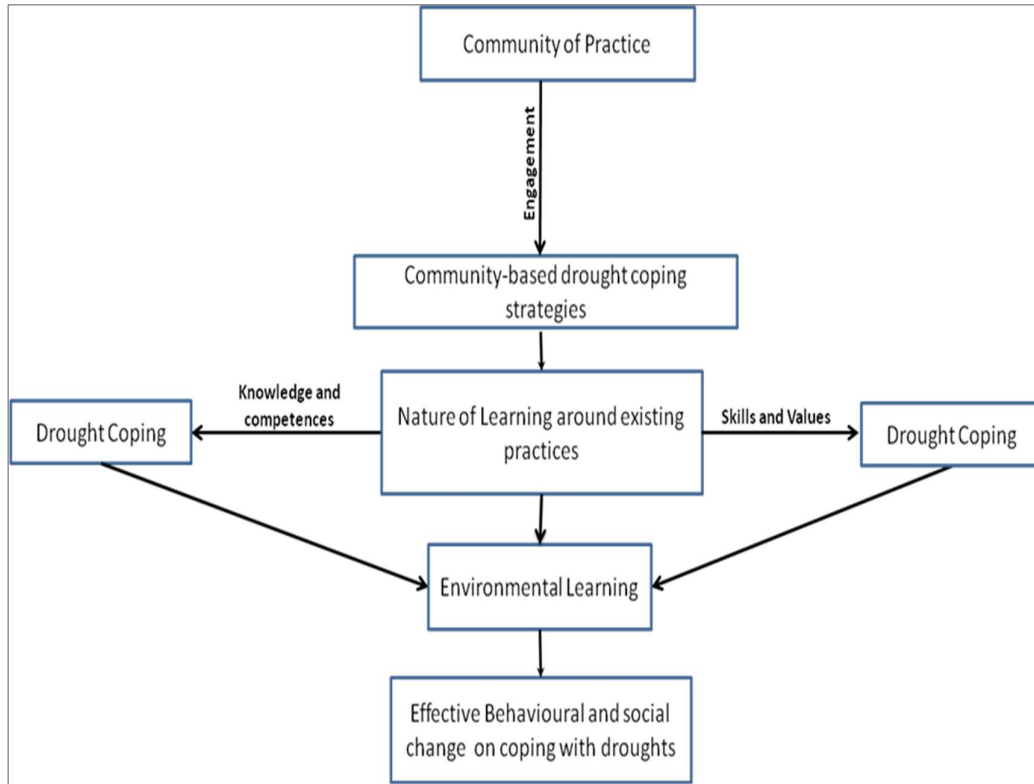 Community of Practice
Engagement
Community-based drought coping
strategies
Knowledge and
competences
Nature of Learning around existing
practices
Skills and Values
Drought Coping
Drought Coping
Environmental Learning
Effective Behavioural and social
change on coping with droughts